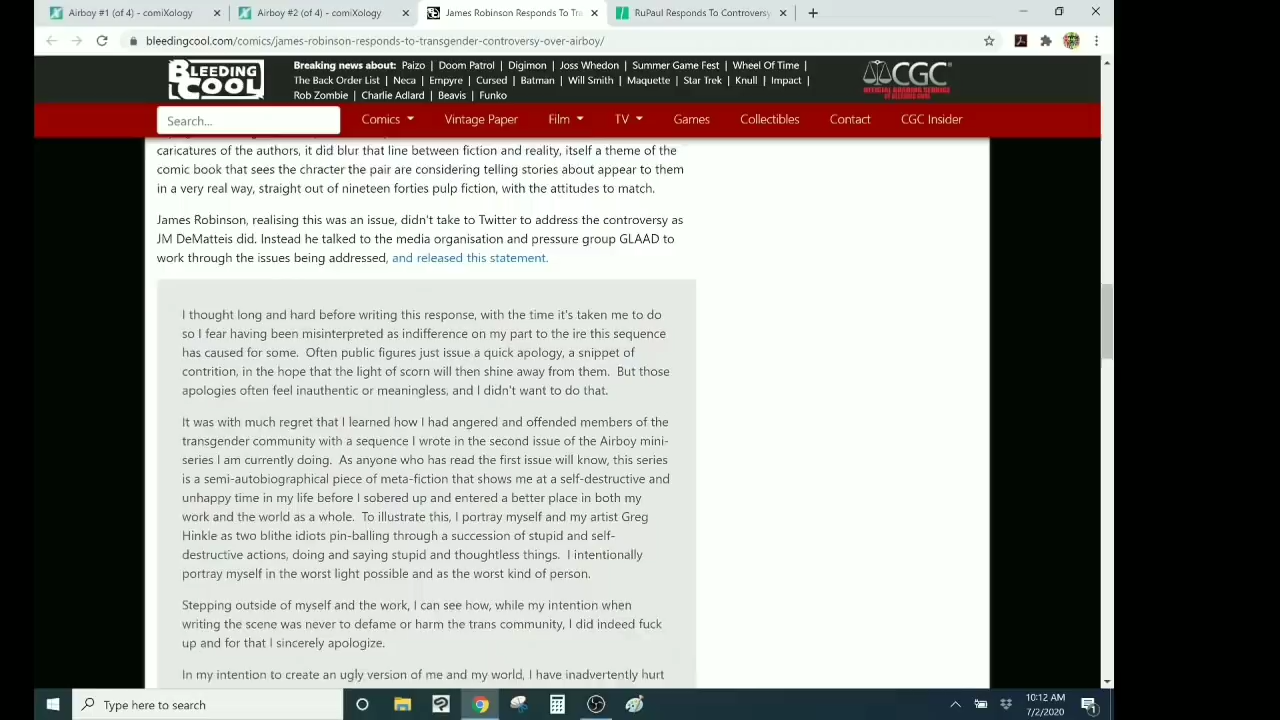 Airboy #1 (of 4) - comiXology
Airboy #2 (of 4) - comiXology
James Robinson Responds To Tra
RuPaul Responds To Controversy
bleedingcool.com/comics/james-robinson-responds-to-transgender-controversy-over-airboy/
BLEEDING
COOL
Breaking news about: Paizo | Doom Patrol | Digimon | Joss Whedon | Summer Game Fest | Wheel Of Time |
The Back Order List | Neca | Empyre | Cursed | Batman | Will Smith | Maquette | Star Trek | Knull | Impact |
Rob Zombie | Charlie Adlard | Beavis | Funko
CGC
Search...
Comics
Vintage Paper
Film
TV
Games
Collectibles
Contact
CGC Insider
caricatures of the authors, it did blur that line between fiction and reality, itself a theme of the
comic book that sees the chracter the pair are considering telling stories about appear to them
in a very real way, straight out of nineteen forties pulp fiction, with the attitudes to match.
James Robinson, realising this was an issue, didn't take to Twitter to address the controversy as
JM DeMatteis did. Instead he talked to the media organisation and pressure group GLAAD to
work through the issues being addressed, and released this statement.
I thought long and hard before writing this response, with the time it's taken me to do
so I fear having been misinterpreted as indifference on my part to the ire this sequence
has caused for some. Often public figures just issue a quick apology, a snippet of
contrition, in the hope that the light of scorn will then shine away from them. But those
apologies often feel inauthentic or meaningless, and I didn't want to do that.
It was with much regret that I learned how I had angered and offended members of the
transgender community with a sequence I wrote in the second issue of the Airboy mini-
series I am currently doing. As anyone who has read the first issue will know, this series
is a semi-autobiographical piece of meta-fiction that shows me at a self-destructive and
unhappy time in my life before I sobered up and entered a better place in both my
work and the world as a whole. To illustrate this, I portray myself and my artist Greg
Hinkle as two blithe idiots pin-balling through a succession of stupid and self-
destructive actions, doing and saying stupid and thoughtless things. I intentionally
portray myself in the worst light possible and as the worst kind of person.
Stepping outside of myself and the work, I can see how, while my intention when
writing the scene was never to defame or harm the trans community, I did indeed fuck
up and for that I sincerely apologize.
In my intention to create an ugly version of me and my world, I have inadvertently hurt
Type here to search
10:12 AM
7/2/2020
1